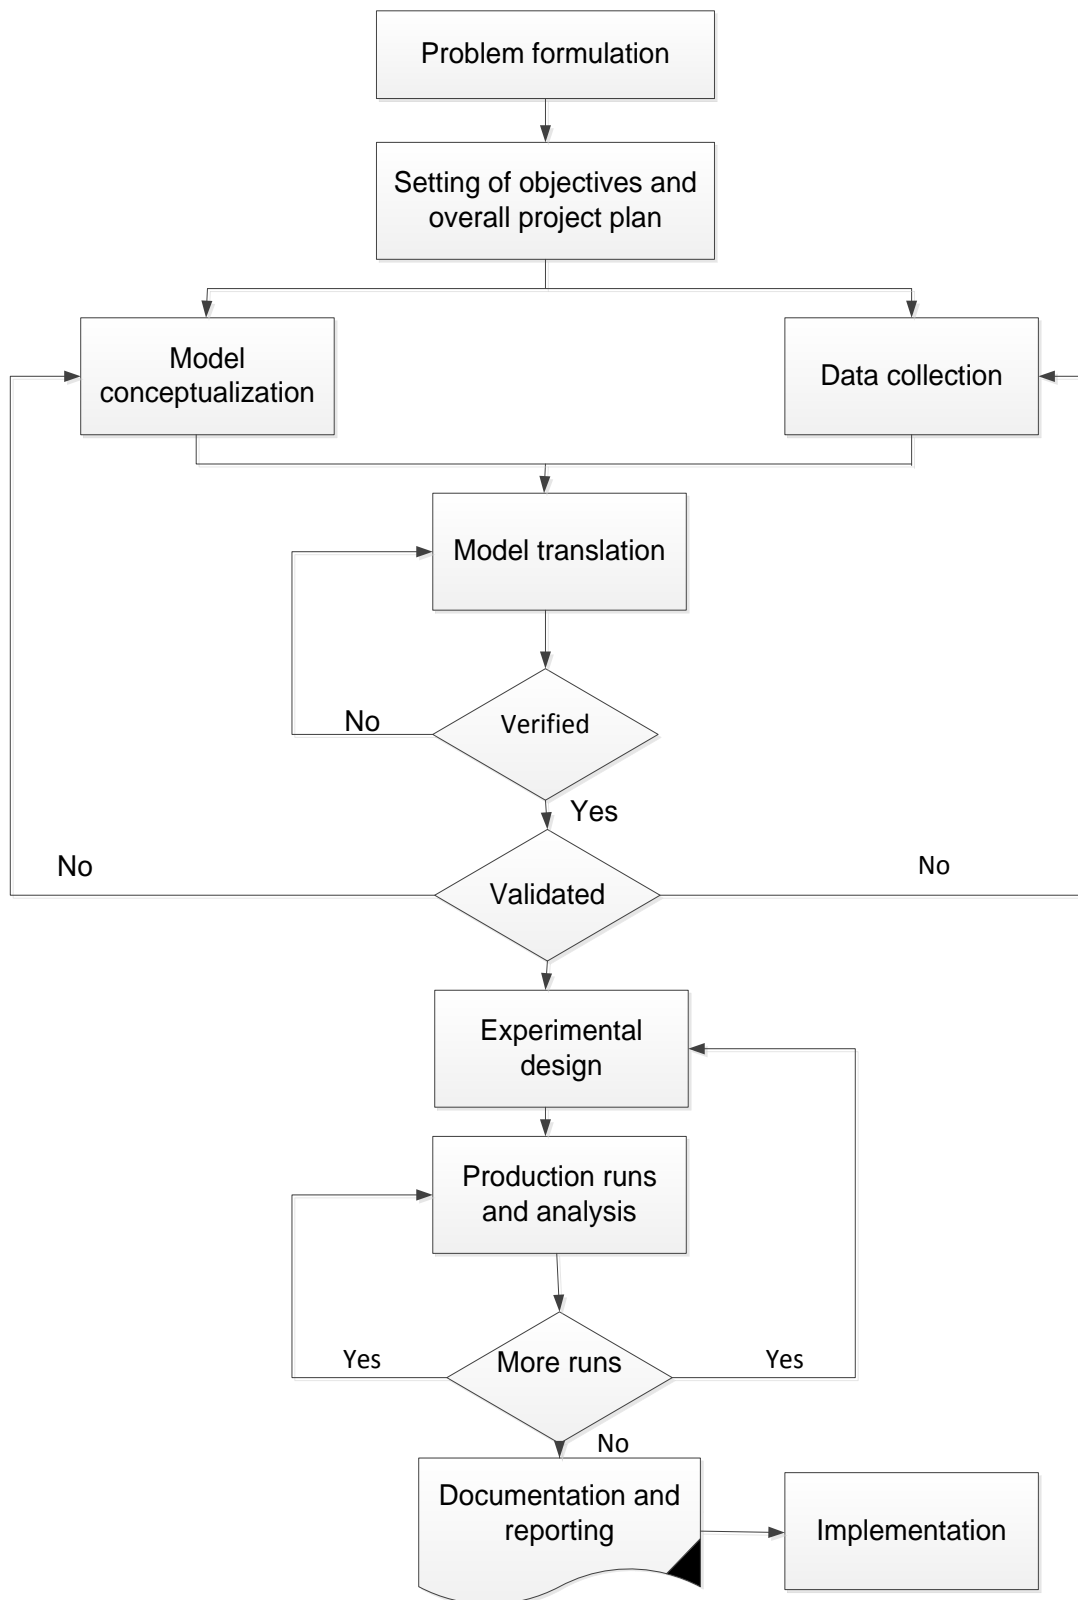 Problem formulation
Setting of objectives and
overall project plan
Model
conceptualization
Data collection
Model translation
No
Verified
Yes
No
Validated
No
Experimental
design
Production runs
and analysis
Yes
More runs
Yes
No
Documentation and
reporting
Implementation